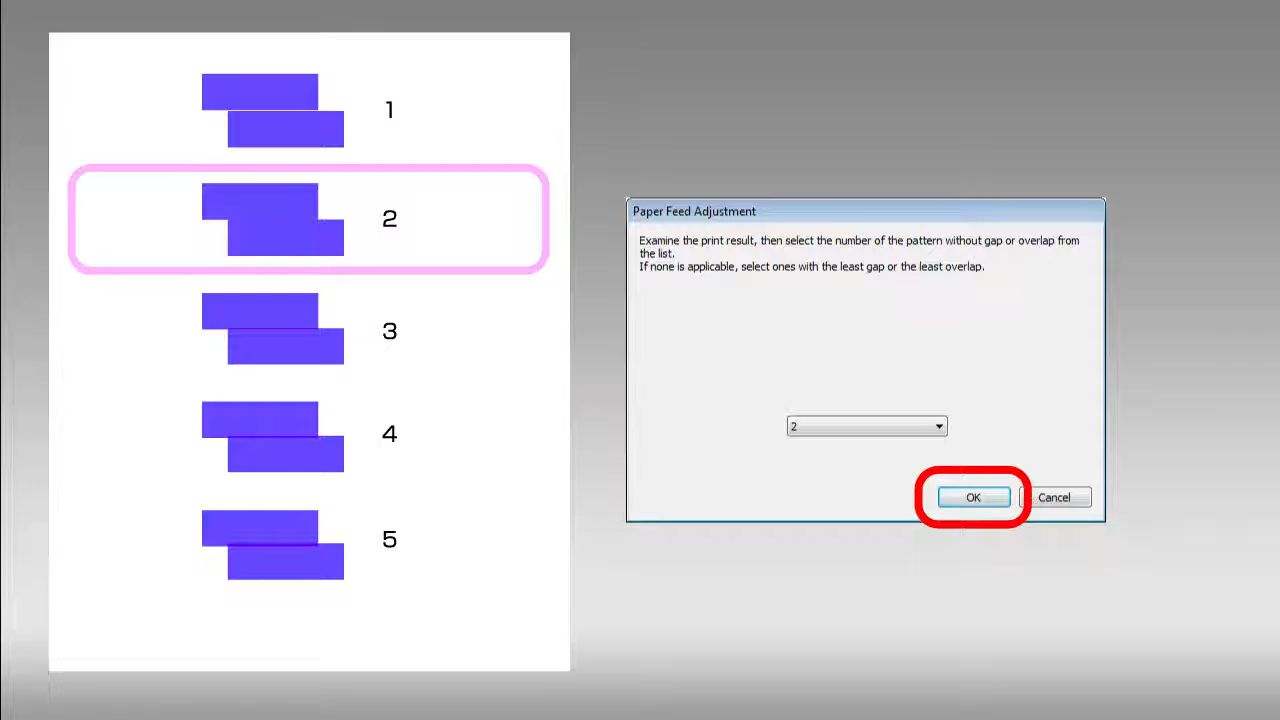 1
2
3
4
5
Paper Feed Adjustment
Examine the print result, then select the number of the pattern without gap or overlap from
the list.
If none is applicable, select ones with the least gap or the least overlap.
2
OK
Cancel